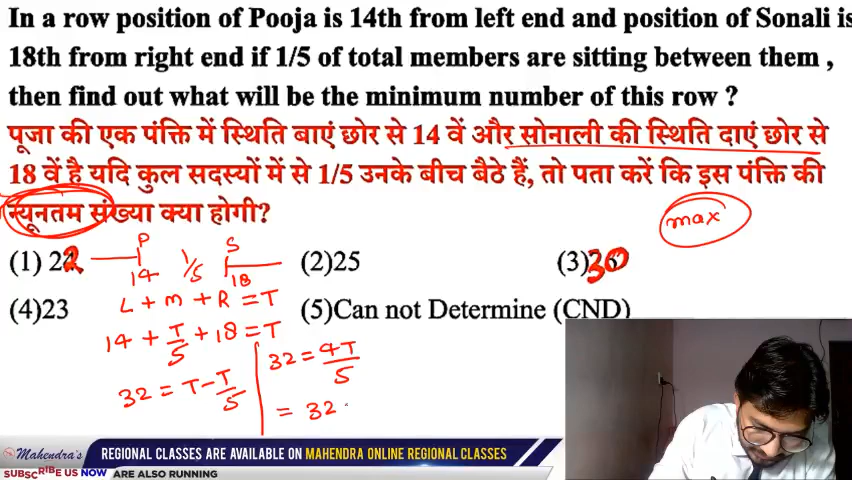 In a row position of Pooja is 14th from left end and position of Sonali is
18th from right end if 1/5 of total members are sitting between them ,
then find out what will be the minimum number of this row ?
पूजा की एक पंक्ति में स्थिति बाएं छोर से 14 वें और सोनाली की स्थिति दाएं छोर से
18 वें है यदि कुल सदस्यों में से 1/5 उनके बीच बैठे हैं, तो पता करें कि इस पंक्ति की
न्यूनतम संख्या क्या होगी?
max
(1) 22 (2)25 (3)30
P 1/5 S
14 18
(4)23 (5)Can not Determine (CND)
L + m + R = T
14 + T/5 + 18 = T
32 = T - T/5
32 = 4T/5
= 32
Mahendra's
REGIONAL CLASSES ARE AVAILABLE ON MAHENDRA ONLINE REGIONAL CLASSES
SUBSCRIBE US NOW ARE ALSO RUNNING